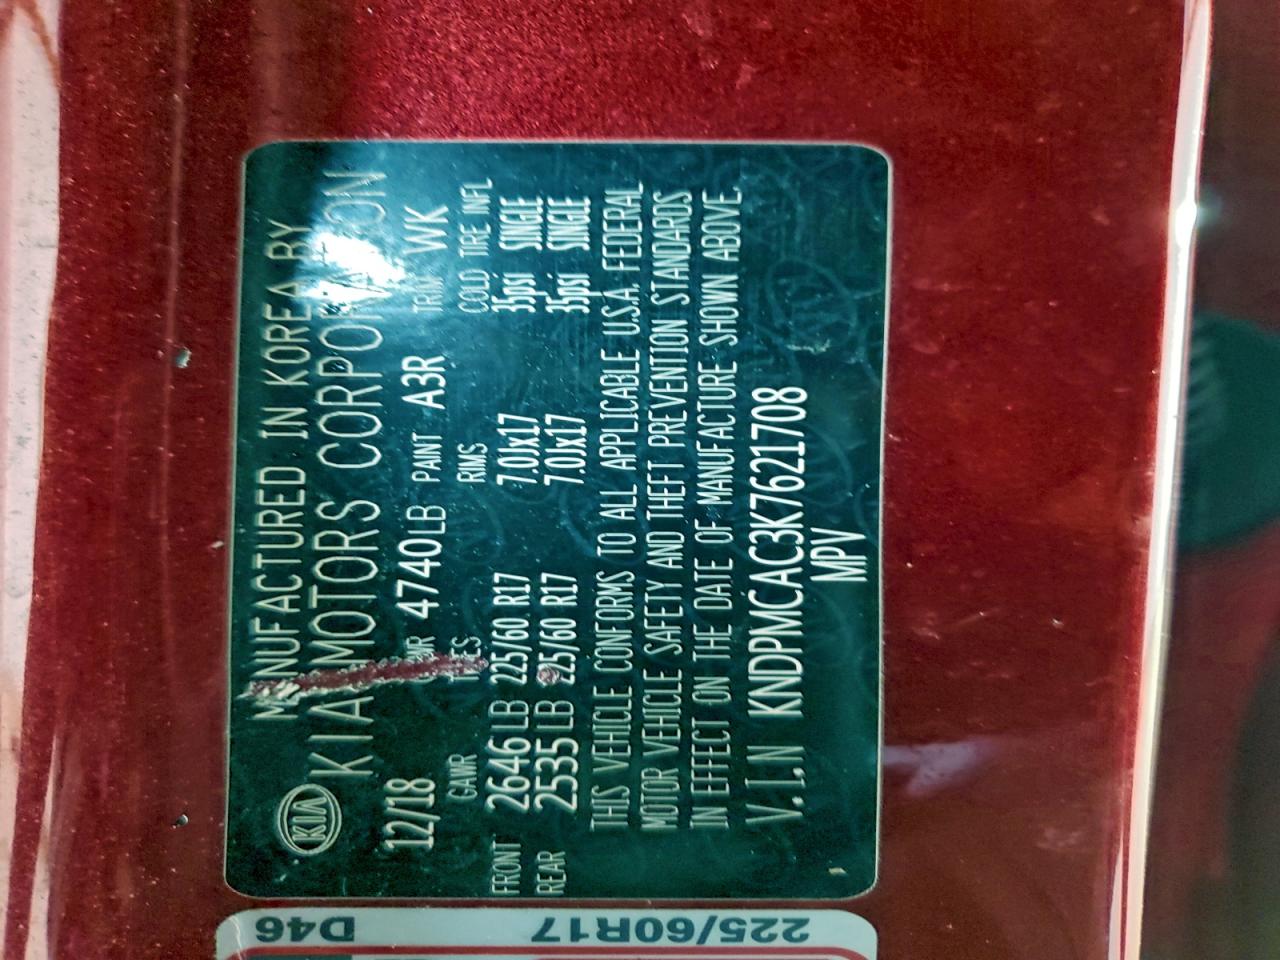 KIA
MANUFACTURED IN KOREA BY
KIA MOTORS CORPORATION
12/18 GVWR 4740LB PAINT A3R TRIM WK
GAWR TIRES RIMS COLD TIRE INFL
FRONT 2646LB 225/60 R17 7.0Jx17 35psi SINGLE
REAR 2535LB 225/60 R17 7.0Jx17 35psi SINGLE
THIS VEHICLE CONFORMS TO ALL APPLICABLE U.S.A. FEDERAL
MOTOR VEHICLE SAFETY AND THEFT PREVENTION STANDARDS
IN EFFECT ON THE DATE OF MANUFACTURE SHOWN ABOVE.
V.I.N KNDPMCAC3K7621708
MPV
225/60R17 D46